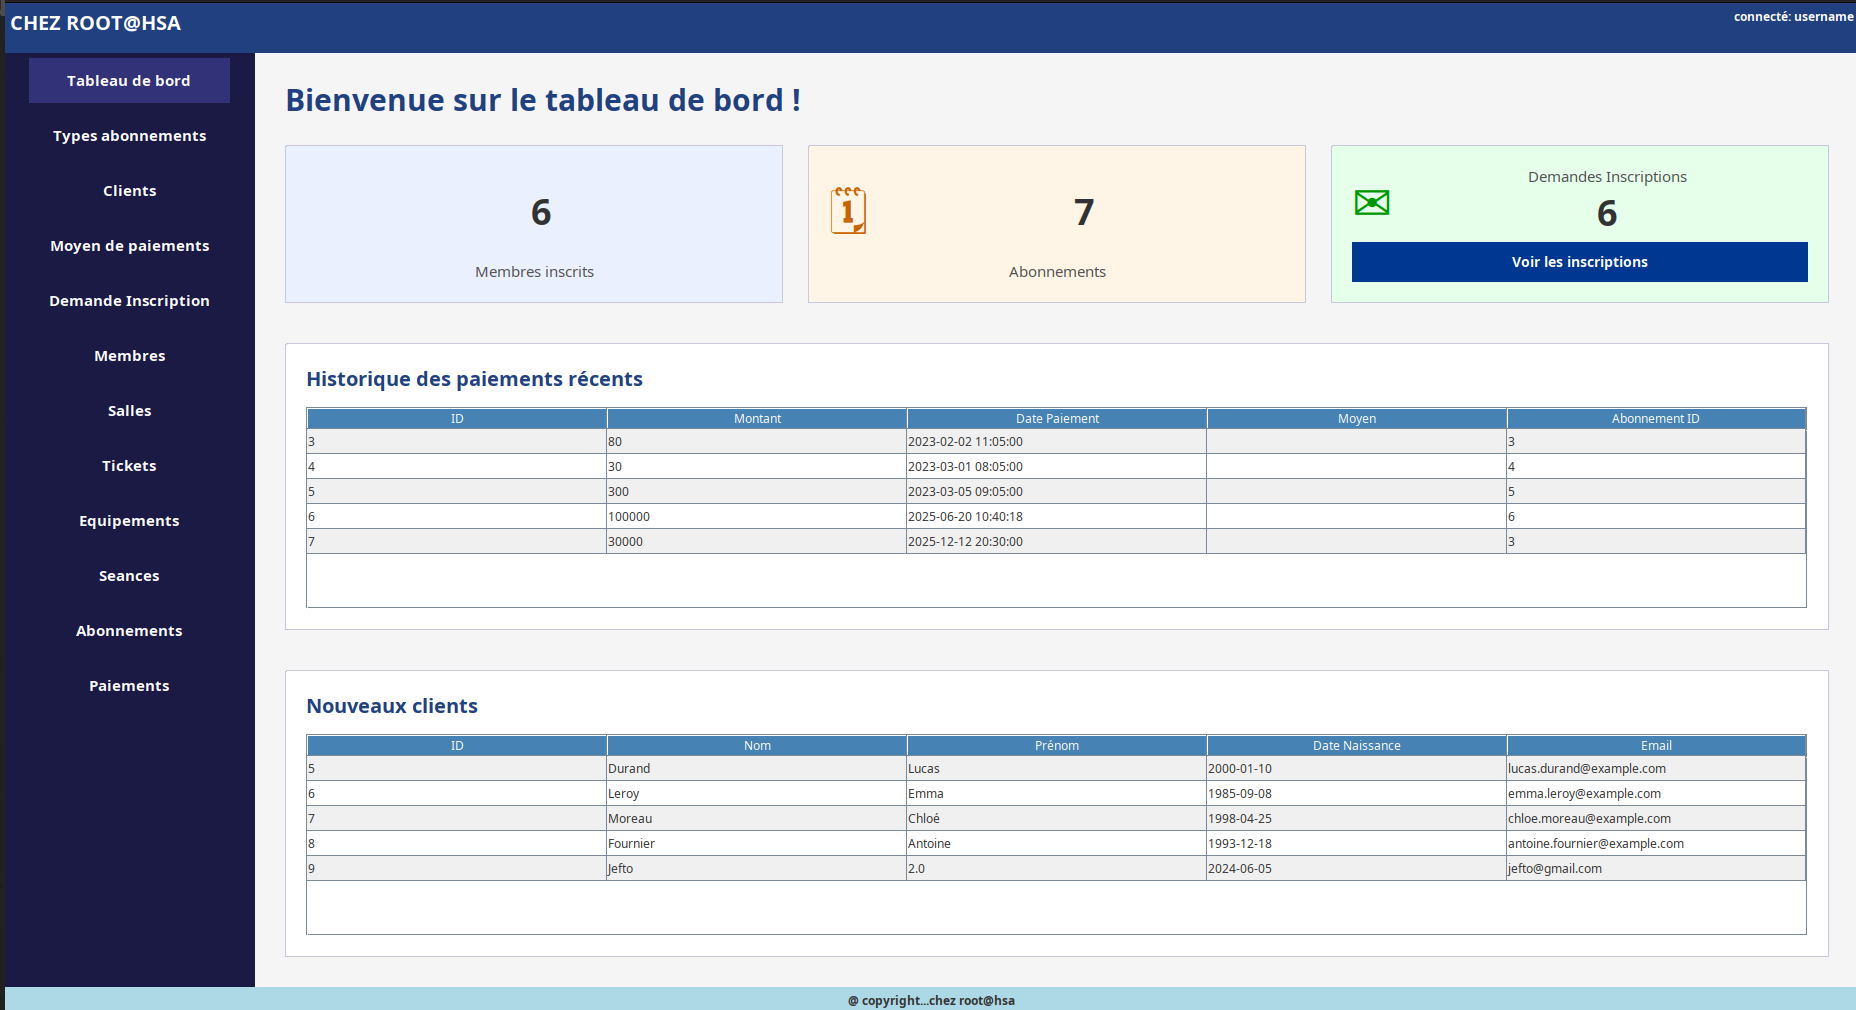 CHEZ ROOT@HSA
connecté: username
Tableau de bord
Types abonnements
Clients
Moyen de paiements
Demande Inscription
Membres
Salles
Tickets
Equipements
Seances
Abonnements
Paiements
Bienvenue sur le tableau de bord !
6
Membres inscrits
1
7
Abonnements
Demandes Inscriptions
6
Voir les inscriptions
Historique des paiements récents
ID Montant Date Paiement Moyen Abonnement ID
3 80 2023-02-02 11:05:00 3
4 30 2023-03-01 08:05:00 4
5 300 2023-03-05 09:05:00 5
6 100000 2025-06-20 10:40:18 6
7 30000 2025-12-12 20:30:00 3
Nouveaux clients
ID Nom Prénom Date Naissance Email
5 Durand Lucas 2000-01-10 lucas.durand@example.com
6 Leroy Emma 1985-09-08 emma.leroy@example.com
7 Moreau Chloé 1998-04-25 chloe.moreau@example.com
8 Fournier Antoine 1993-12-18 antoine.fournier@example.com
9 Jefto 2.0 2024-06-05 jefto@gmail.com
@ copyright...chez root@hsa